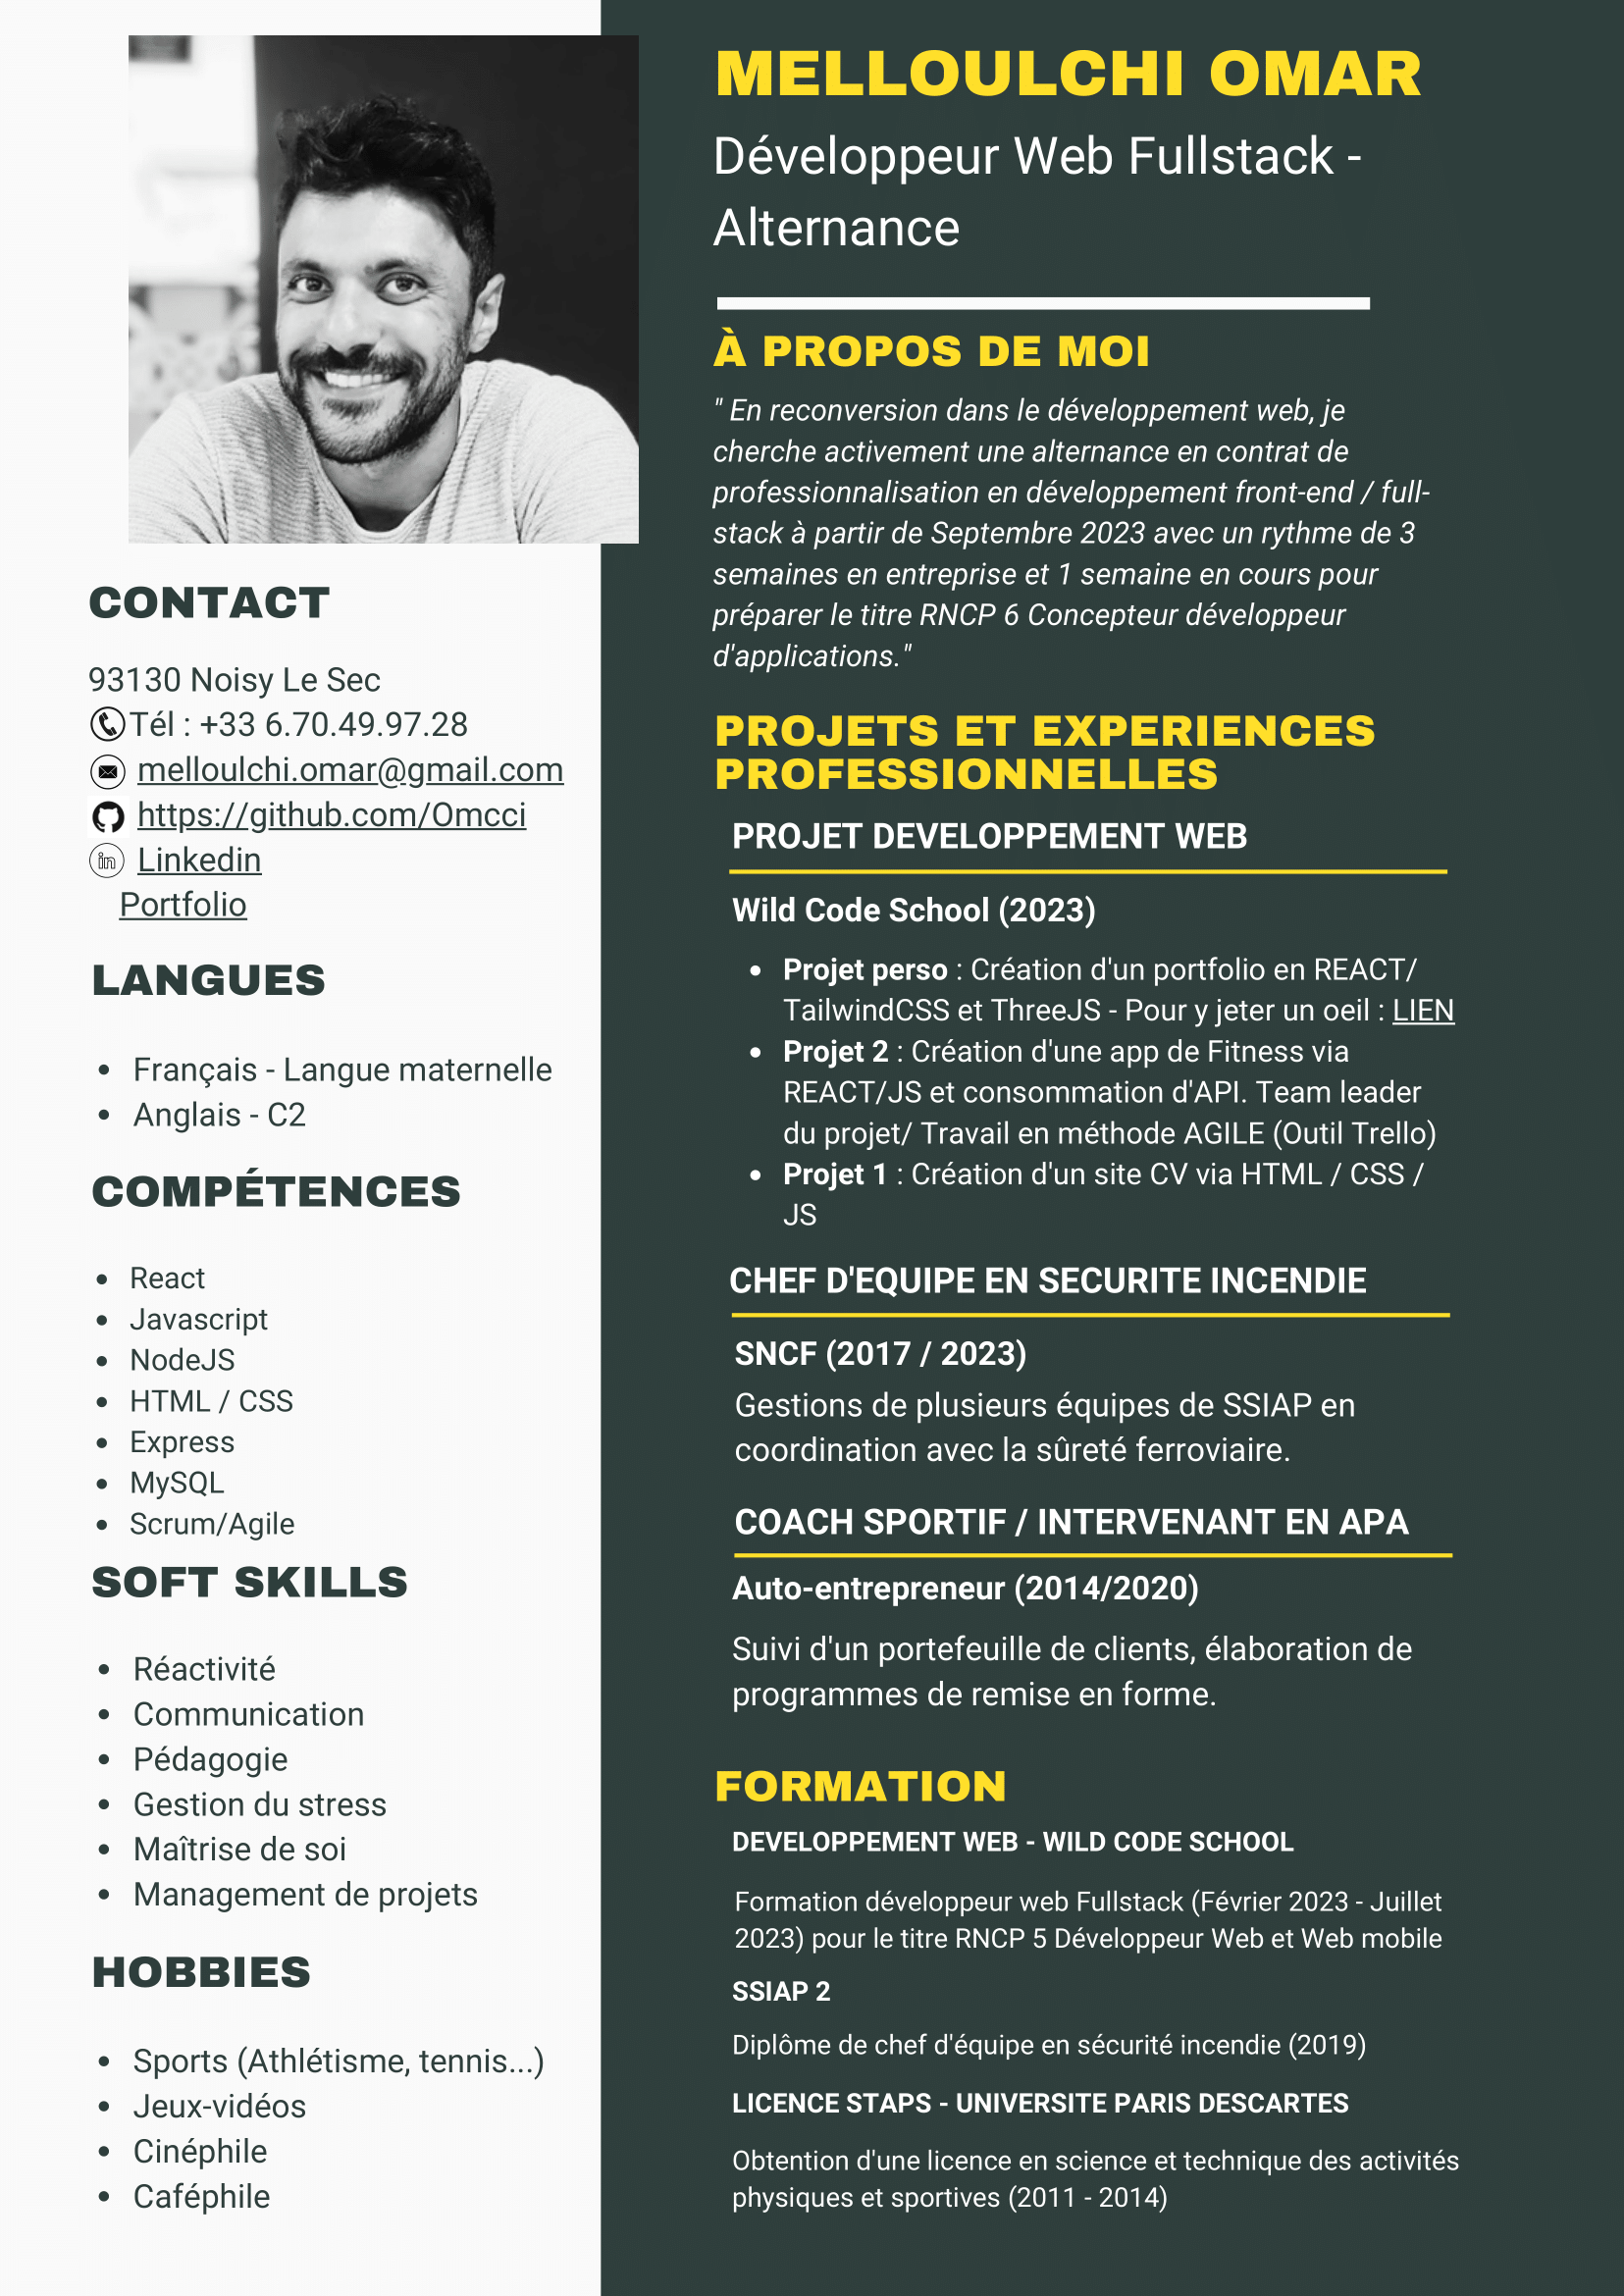 CONTACT
93130 Noisy Le Sec
Tél : +33 6.70.49.97.28
melloulchi.omar@gmail.com
https://github.com/Omcci
in Linkedin
Portfolio
LANGUES
• Français - Langue maternelle
• Anglais - C2
COMPÉTENCES
• React
• Javascript
• NodeJS
• HTML / CSS
• Express
• MySQL
• Scrum/Agile
SOFT SKILLS
• Réactivité
• Communication
• Pédagogie
• Gestion du stress
• Maîtrise de soi
• Management de projets
HOBBIES
• Sports (Athlétisme, tennis...)
• Jeux-vidéos
• Cinéphile
• Caféphile
MELLOULCHI OMAR
Développeur Web Fullstack -
Alternance
À PROPOS DE MOI
" En reconversion dans le développement web, je
cherche activement une alternance en contrat de
professionnalisation en développement front-end / full-
stack à partir de Septembre 2023 avec un rythme de 3
semaines en entreprise et 1 semaine en cours pour
préparer le titre RNCP 6 Concepteur développeur
d'applications."
PROJETS ET EXPERIENCES
PROFESSIONNELLES
PROJET DEVELOPPEMENT WEB
Wild Code School (2023)
• Projet perso : Création d'un portfolio en REACT/
TailwindCSS et ThreeJS - Pour y jeter un oeil : LIEN
• Projet 2 : Création d'une app de Fitness via
REACT/JS et consommation d'API. Team leader
du projet/ Travail en méthode AGILE (Outil Trello)
• Projet 1 : Création d'un site CV via HTML / CSS /
JS
CHEF D'EQUIPE EN SECURITE INCENDIE
SNCF (2017 / 2023)
Gestions de plusieurs équipes de SSIAP en
coordination avec la sûreté ferroviaire.
COACH SPORTIF / INTERVENANT EN APA
Auto-entrepreneur (2014/2020)
Suivi d'un portefeuille de clients, élaboration de
programmes de remise en forme.
FORMATION
DEVELOPPEMENT WEB - WILD CODE SCHOOL
Formation développeur web Fullstack (Février 2023 - Juillet
2023) pour le titre RNCP 5 Développeur Web et Web mobile
SSIAP 2
Diplôme de chef d'équipe en sécurité incendie (2019)
LICENCE STAPS - UNIVERSITE PARIS DESCARTES
Obtention d'une licence en science et technique des activités
physiques et sportives (2011 - 2014)